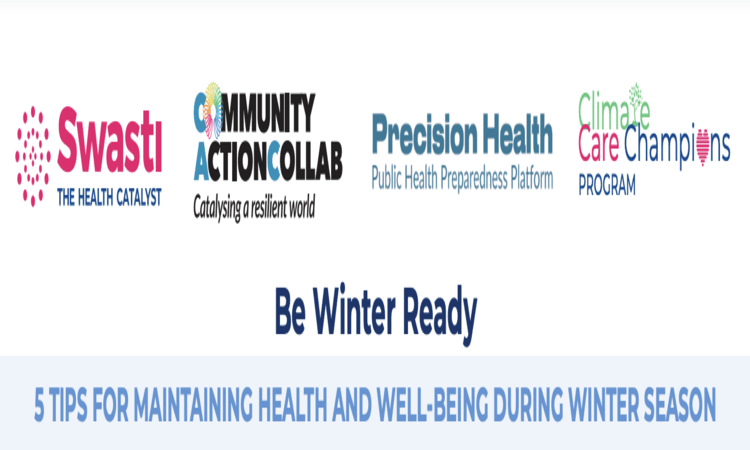 Swasti
THE HEALTH CATALYST
COMMUNITY
ACTIONCOLLAB
Catalysing a resilient world
Precision Health
Public Health Preparedness Platform
Climate
Care Champions
PROGRAM
Be Winter Ready
5 TIPS FOR MAINTAINING HEALTH AND WELL-BEING DURING WINTER SEASON